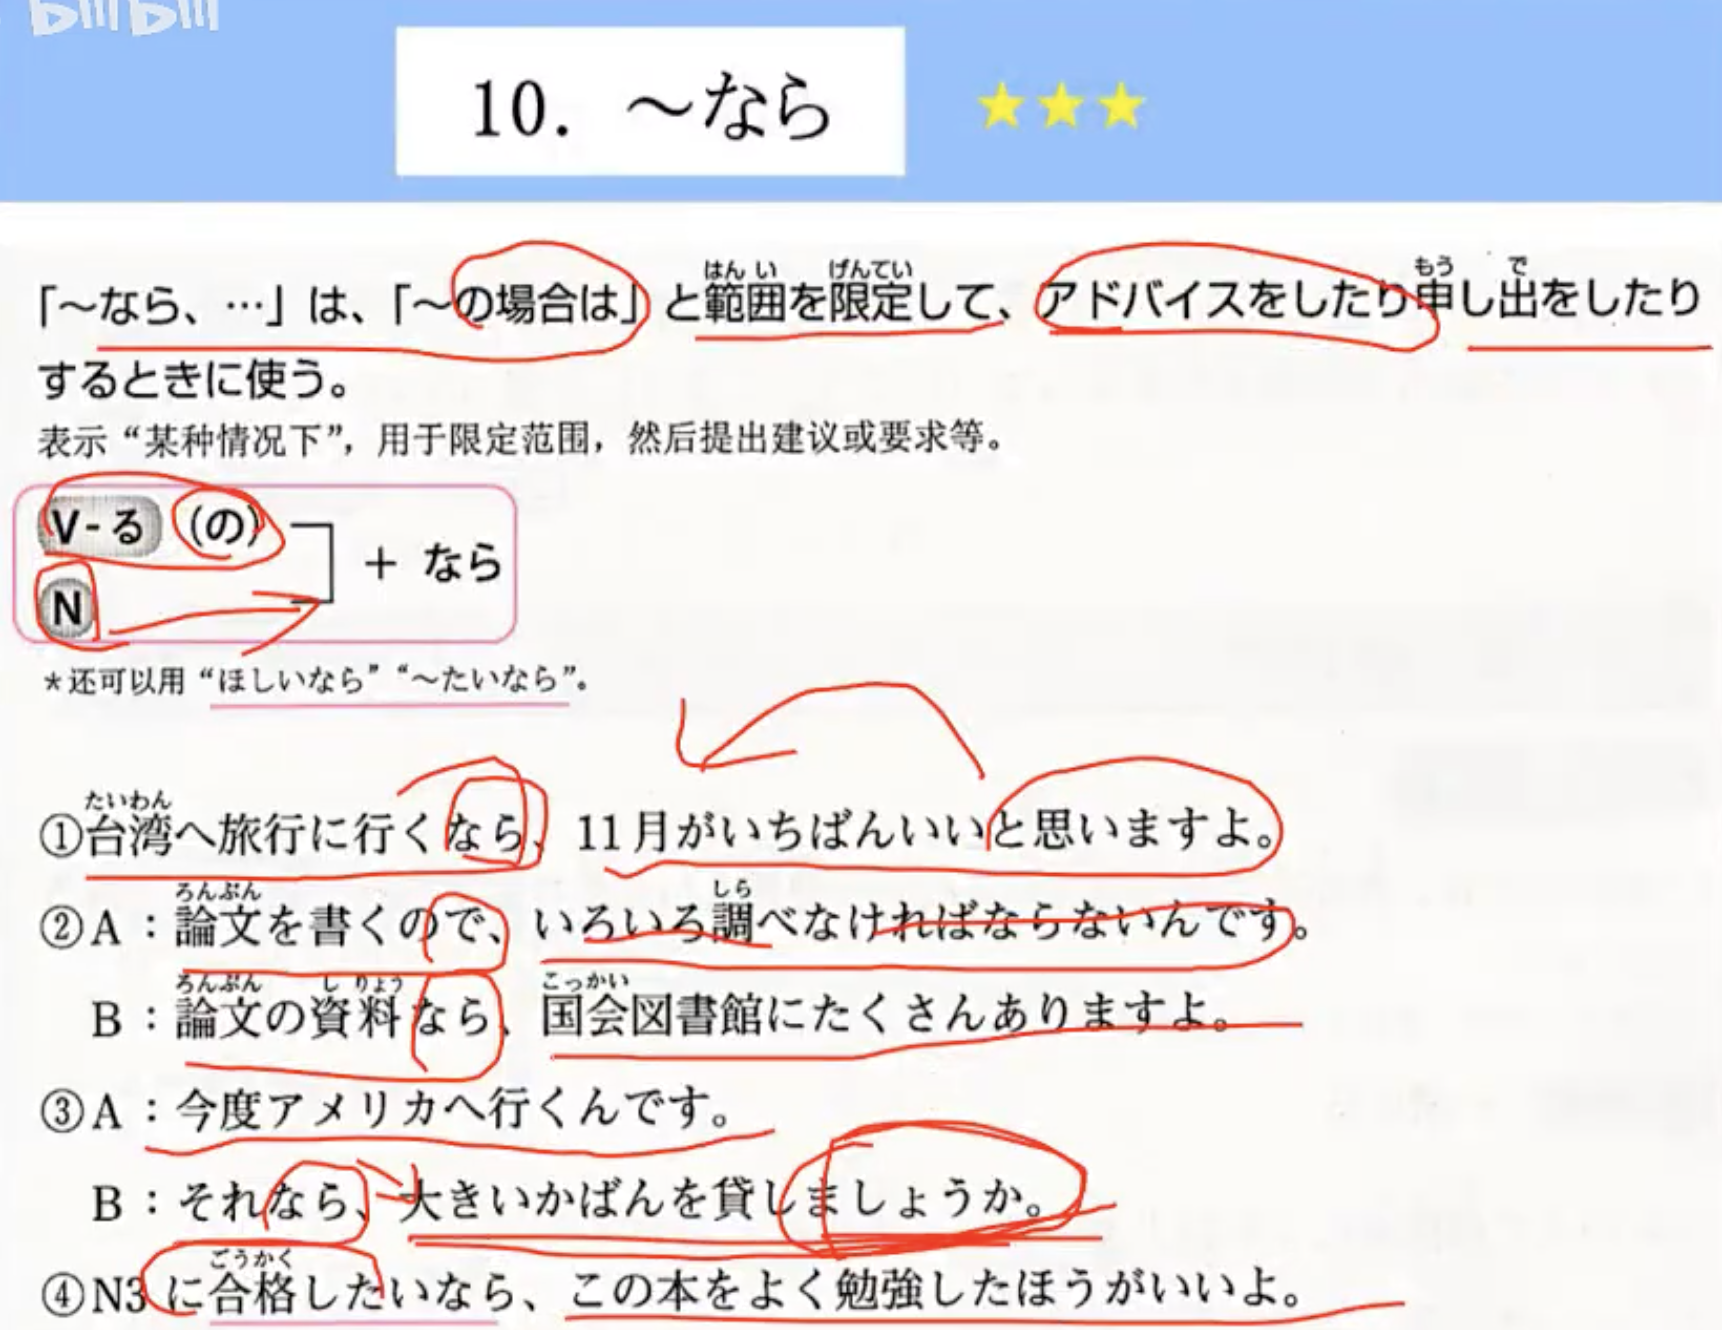 bilibili
10. ～なら ★★★
「～なら、…」は、「～の場合は」と範囲を限定して、アドバイスをしたり申し出をしたり
するときに使う。
表示“某种情况下”，用于限定范围，然后提出建议或要求等。
V-る (の)
N
+ なら
*还可以用“ほしいなら”“～たいなら”。
①台湾へ旅行に行くなら、11月がいちばんいいと思いますよ。
②A：論文を書くので、いろいろ調べなければならないんです。
B：論文の資料なら、国会図書館にたくさんありますよ。
③A：今度アメリカへ行くんです。
B：それなら、大きいかばんを貸しましょうか。
④N3に合格したいなら、この本をよく勉強したほうがいいよ。